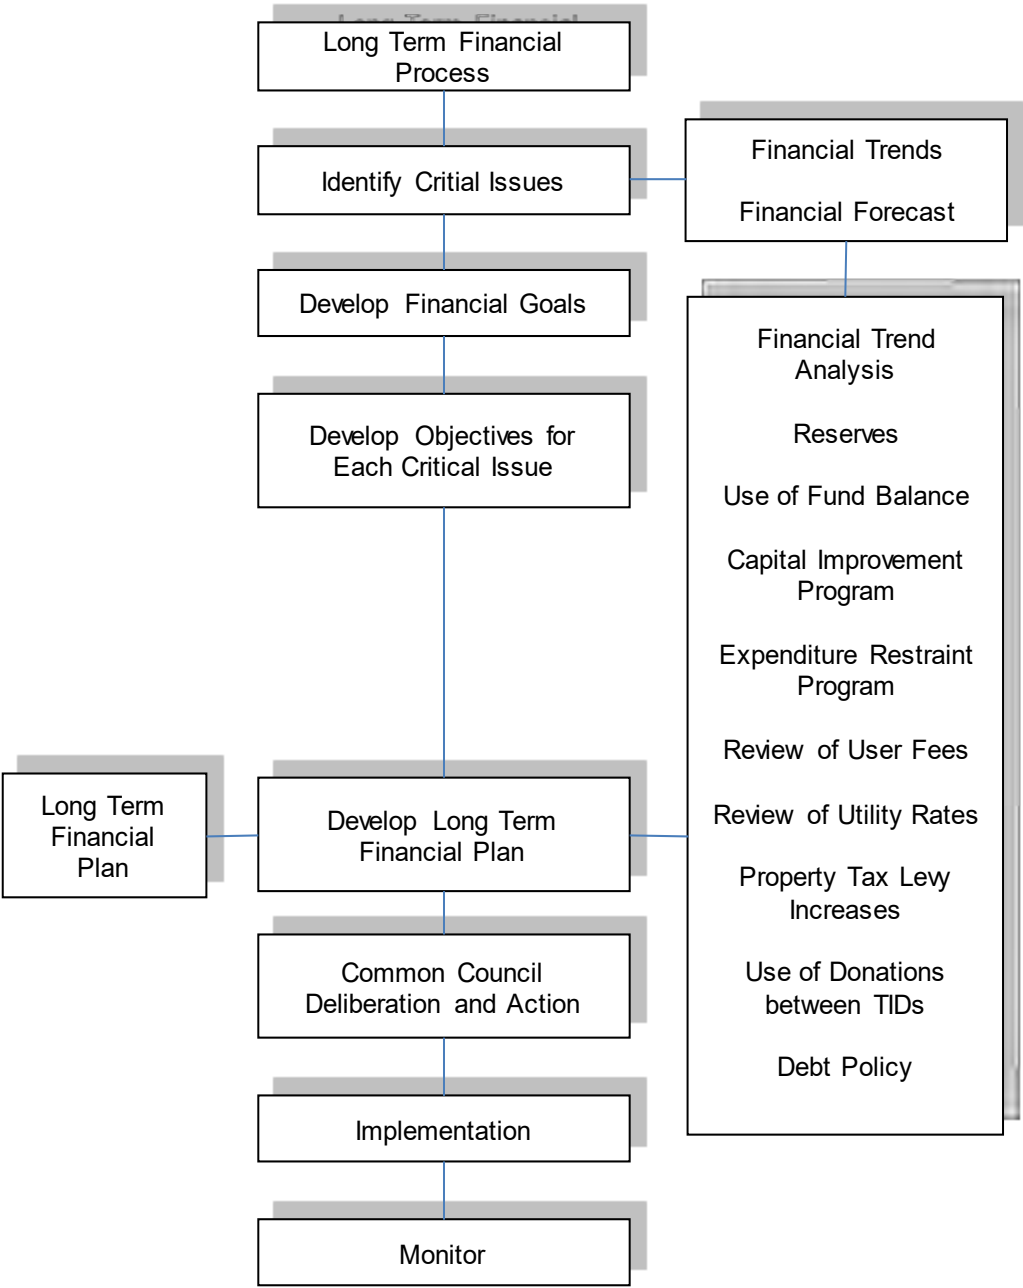 Long Term Financial
Long Term Financial
Process
Identify Critial Issues
Financial Trends
Financial Forecast
Develop Financial Goals
Develop Objectives for
Each Critical Issue
Financial Trend
Analysis
Reserves
Use of Fund Balance
Capital Improvement
Program
Expenditure Restraint
Program
Review of User Fees
Review of Utility Rates
Property Tax Levy
Increases
Use of Donations
between TIDs
Debt Policy
Long Term
Financial
Plan
Develop Long Term
Financial Plan
Common Council
Deliberation and Action
Implementation
Monitor